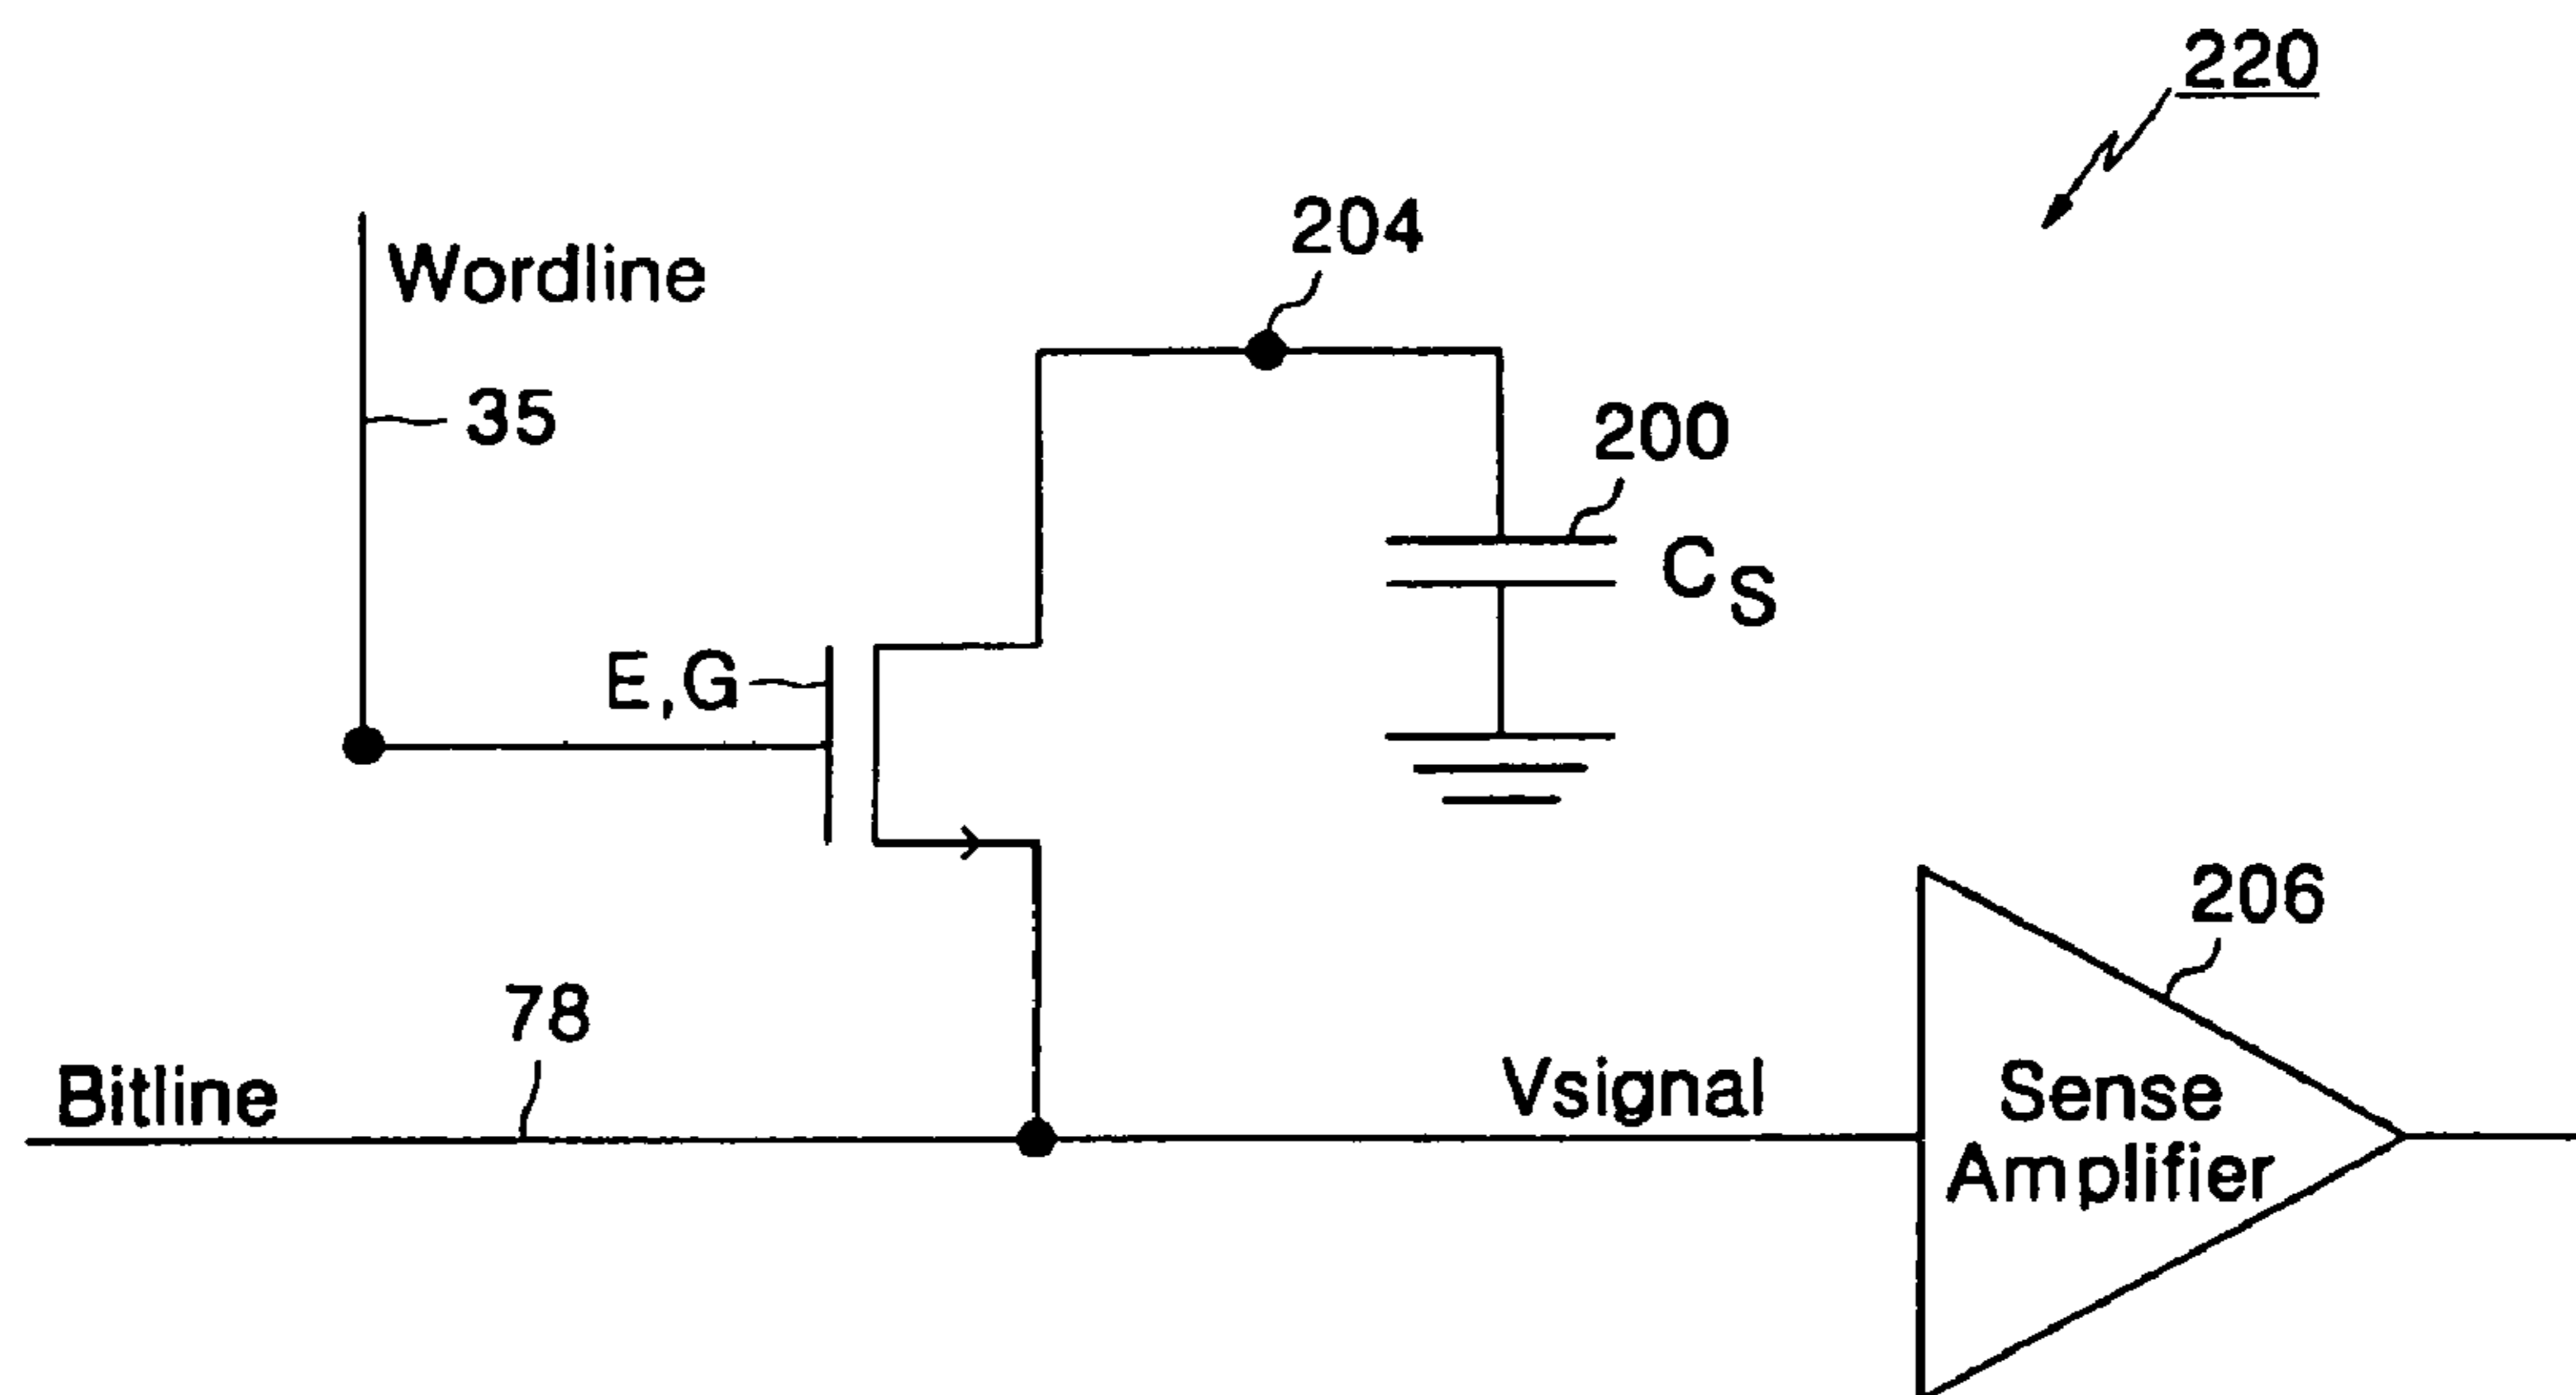 220
204
Wordline
35
200
C S
E,G
206
78
Bitline
Vsignal
Sense
Amplifier